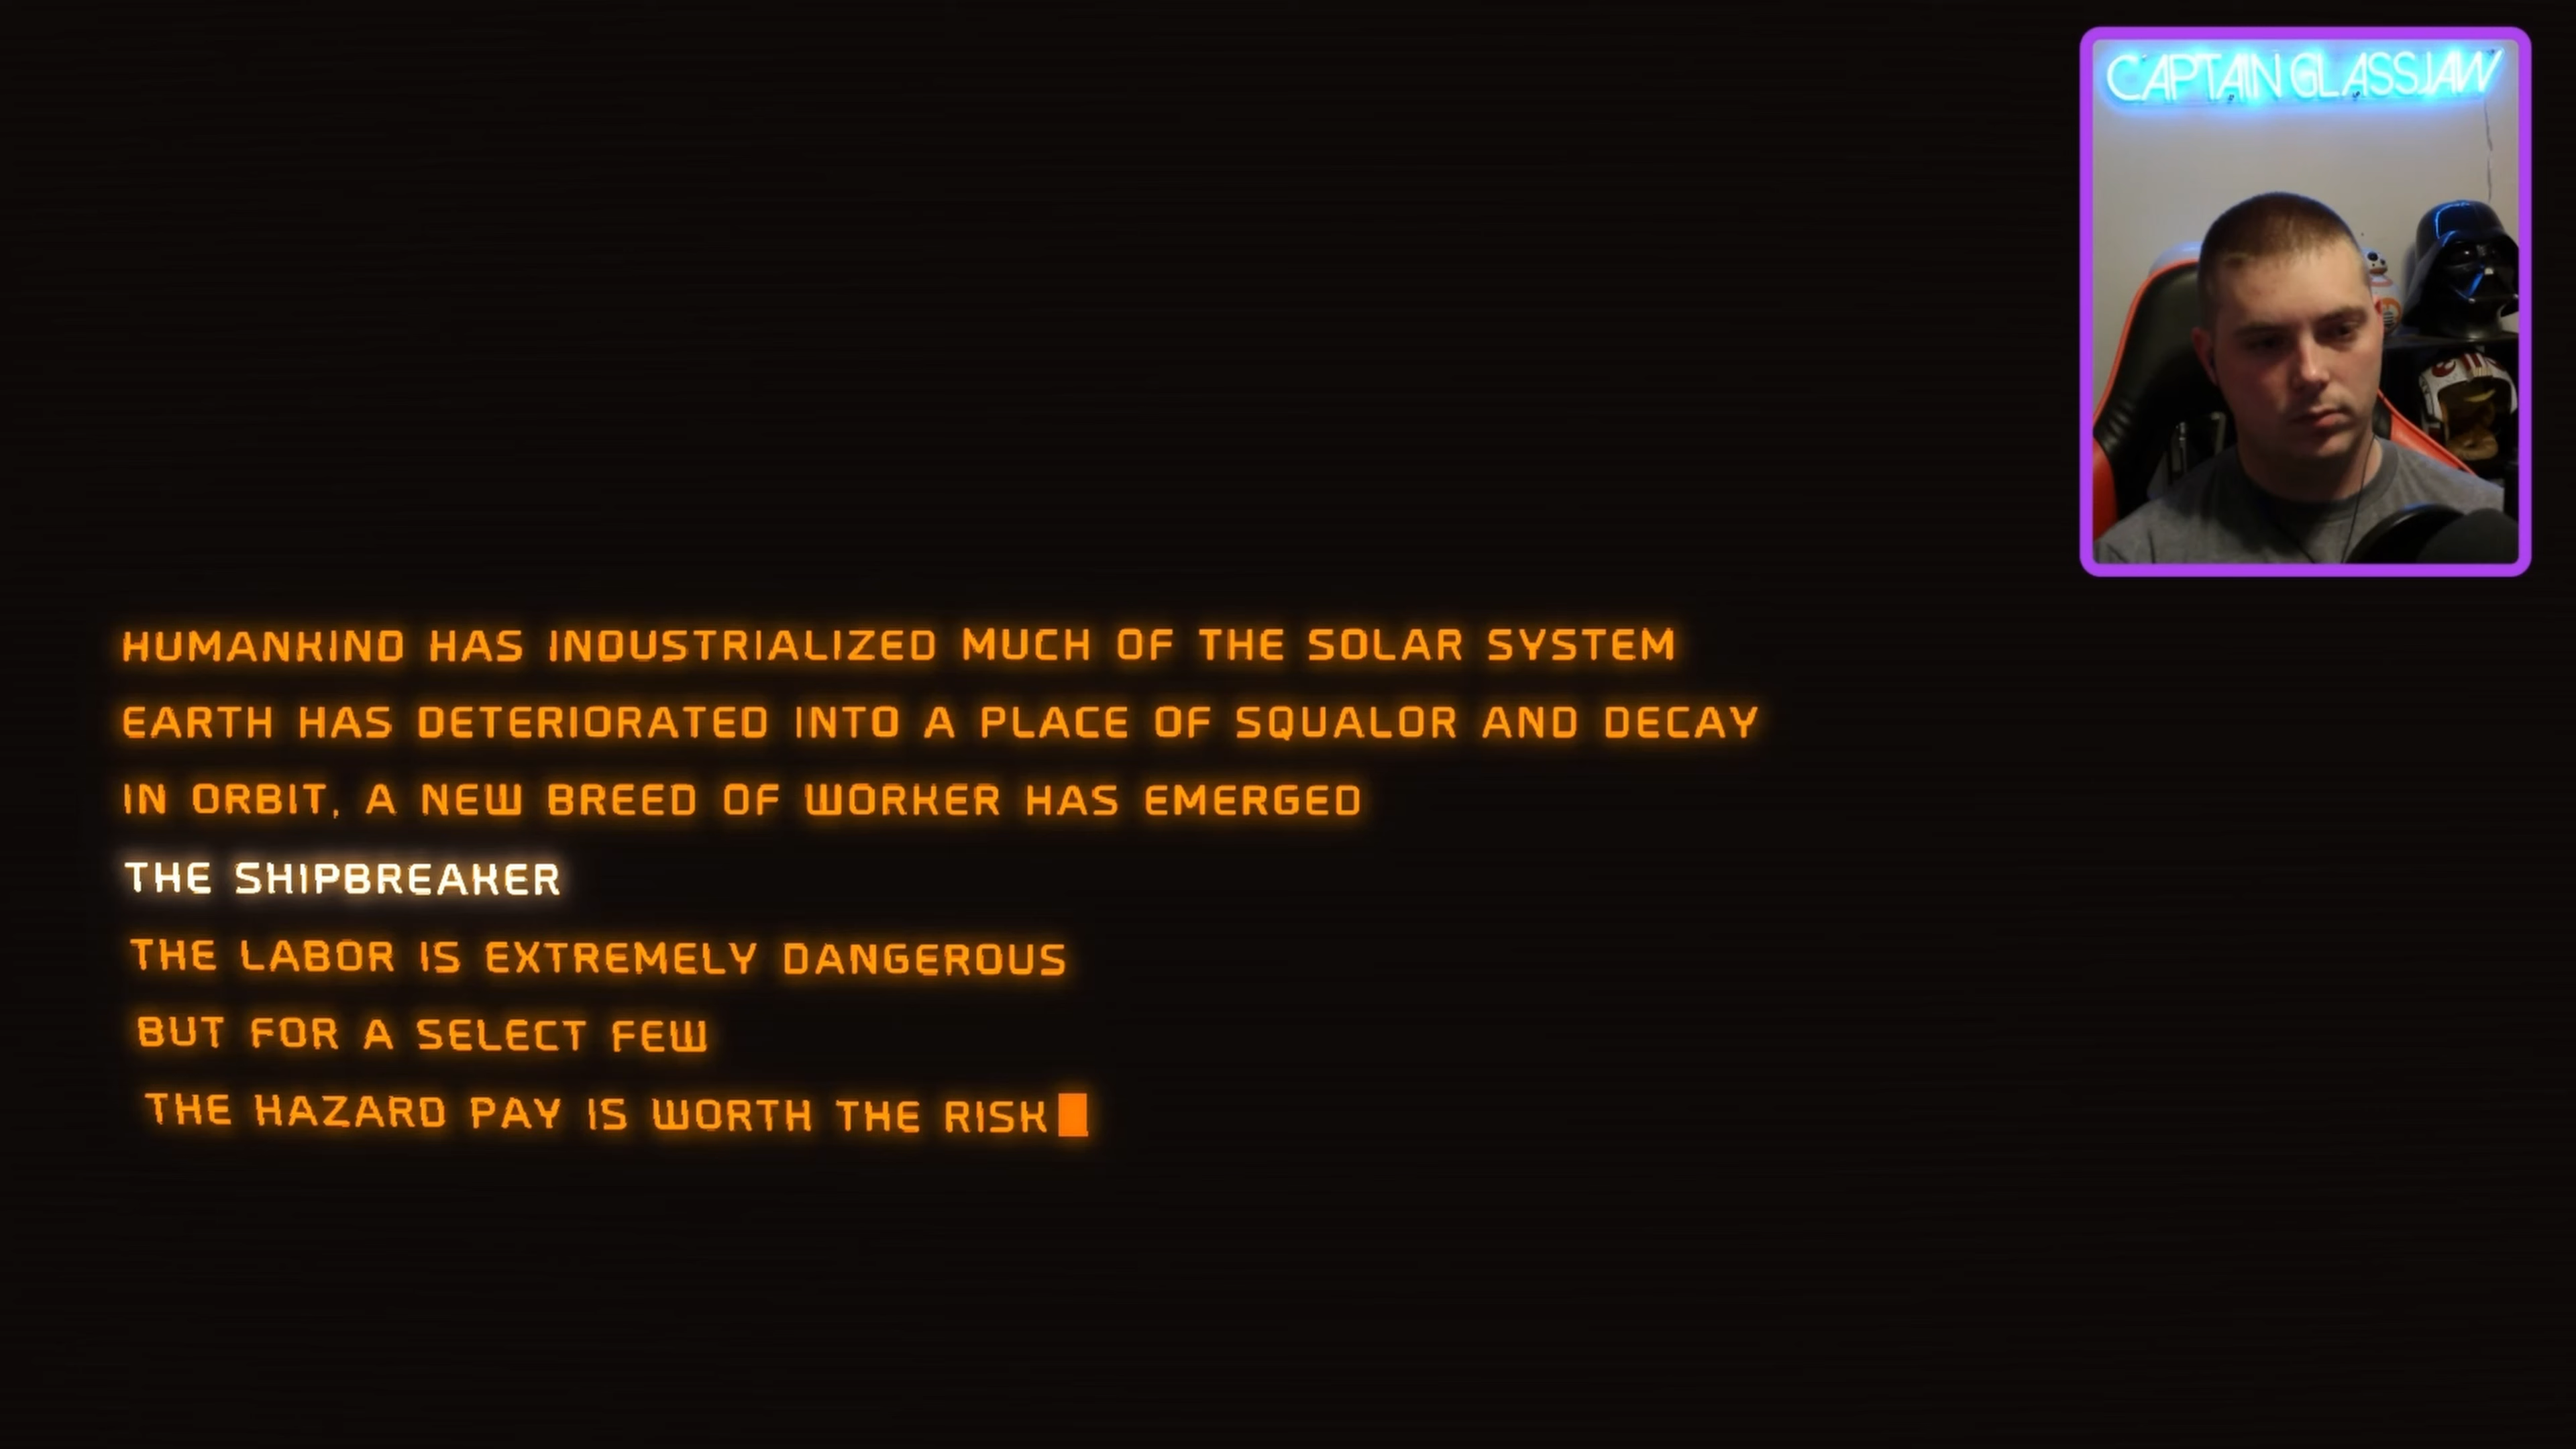 CAPTAIN GLASSJAW
HUMANKIND HAS INDUSTRIALIZED MUCH OF THE SOLAR SYSTEM
EARTH HAS DETERIORATED INTO A PLACE OF SQUALOR AND DECAY
IN ORBIT, A NEW BREED OF WORKER HAS EMERGED
THE SHIPBREAKER
THE LABOR IS EXTREMELY DANGEROUS
BUT FOR A SELECT FEW
THE HAZARD PAY IS WORTH THE RISK